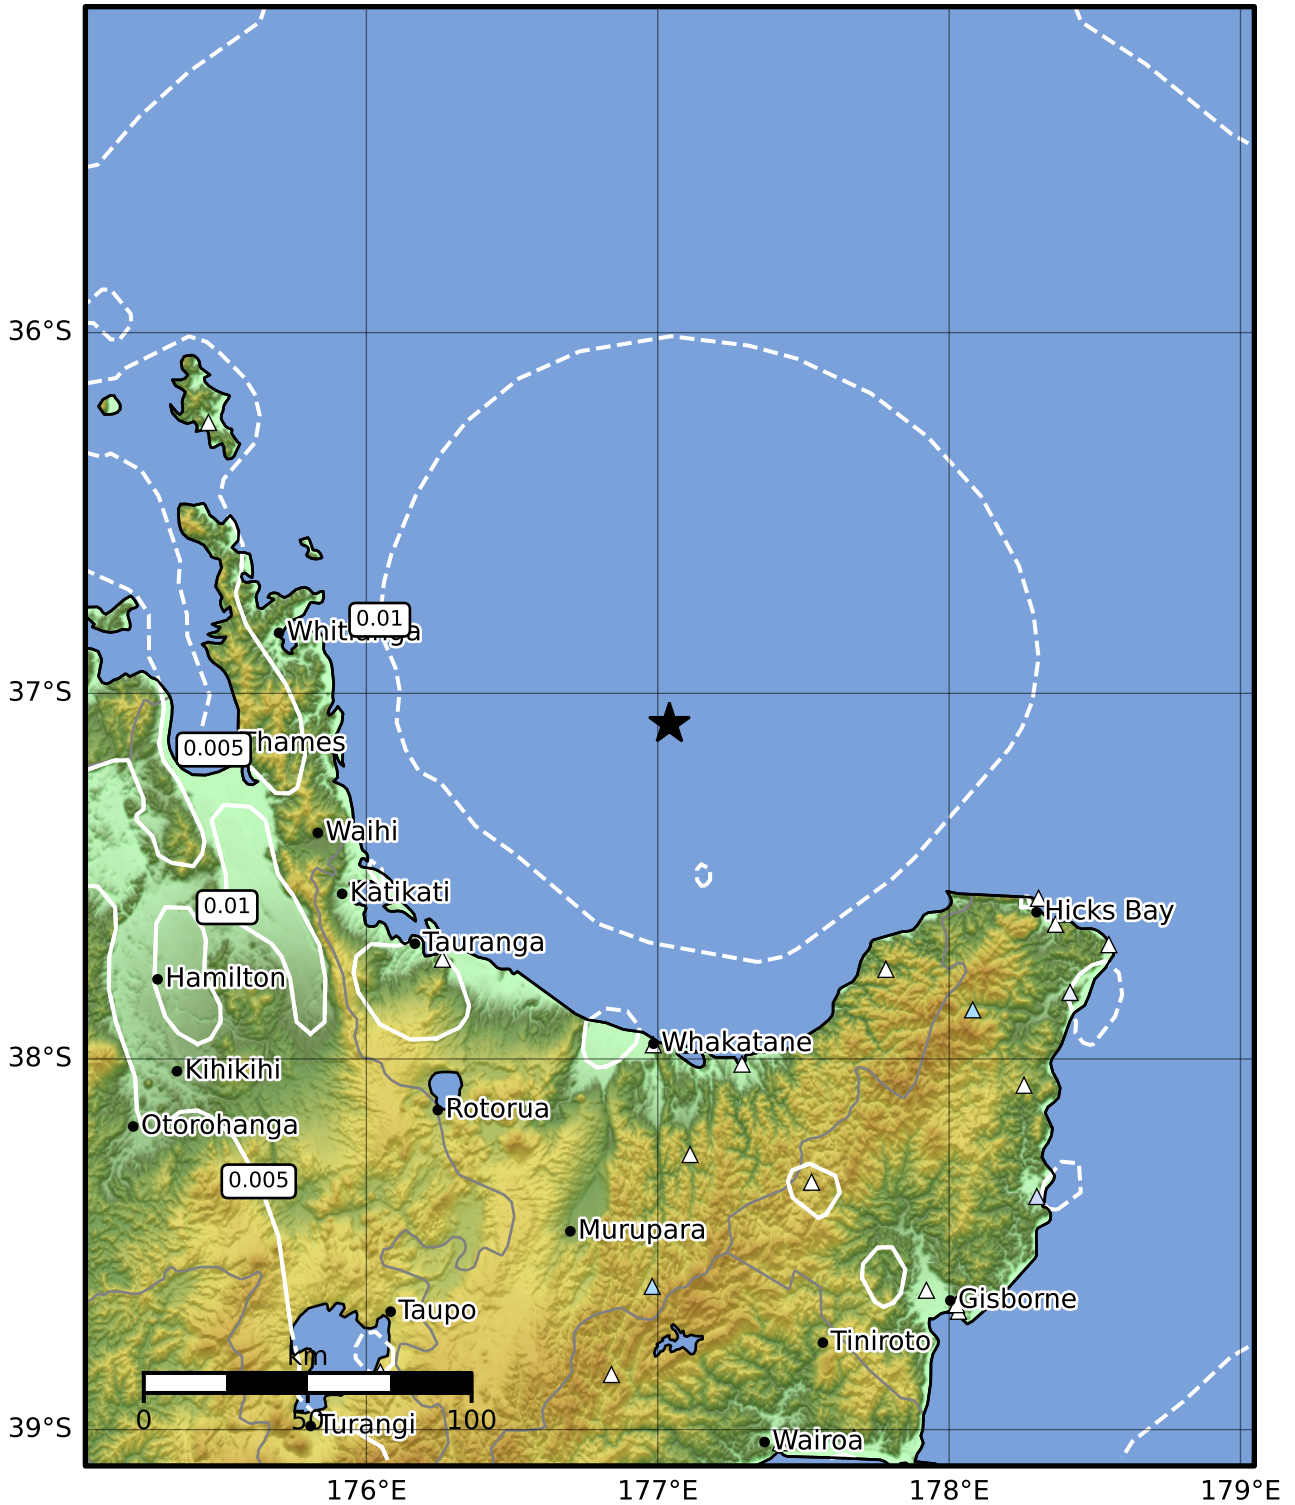 36°S
0.01
Whitianga
37°S
0.005
Thames
Waihi
Katikati
0.01
Hicks Bay
Tauranga
Hamilton
Whakatane
38°S
Kihikihi
Rotorua
Otorohanga
0.005
Murupara
Gisborne
Taupo
Tiniroto
km
0
50
100
Turangi
39°S
Wairoa
176°E
177°E
178°E
179°E